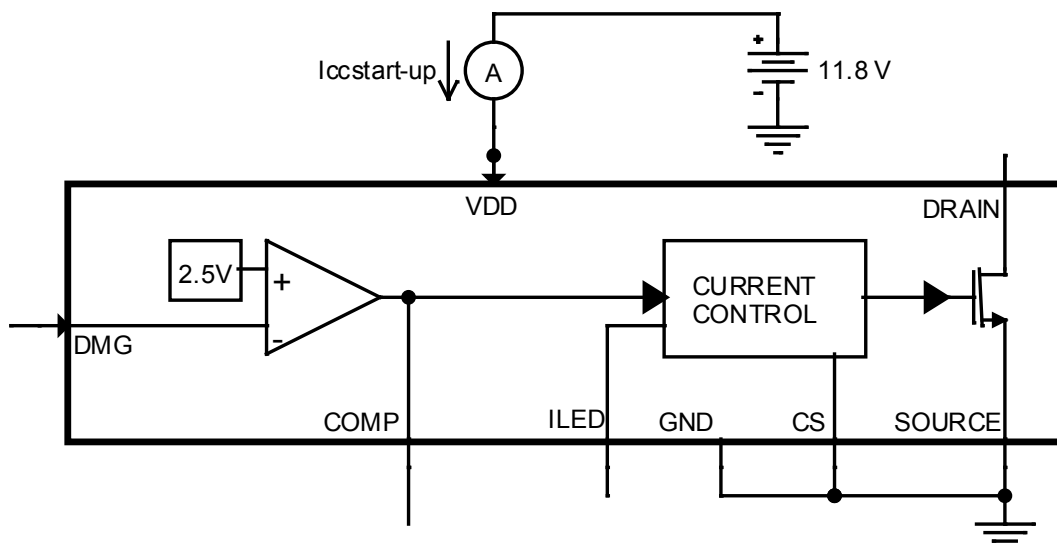 +
Iccstart-up
A
11.8 V
-
VDD
DRAIN
2.5V
+
CURRENT
CONTROL
-
DMG
COMP
ILED
GND
CS
SOURCE